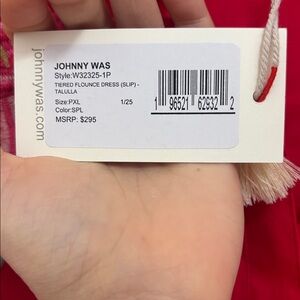 johnnywas.com
JOHNNY WAS
Style:W32325-1P
TIERED FLOUNCE DRESS (SLIP) -
TALULLA
Size:PXL 1/25
Color:SPL
MSRP: $295
1 96521 62932 2